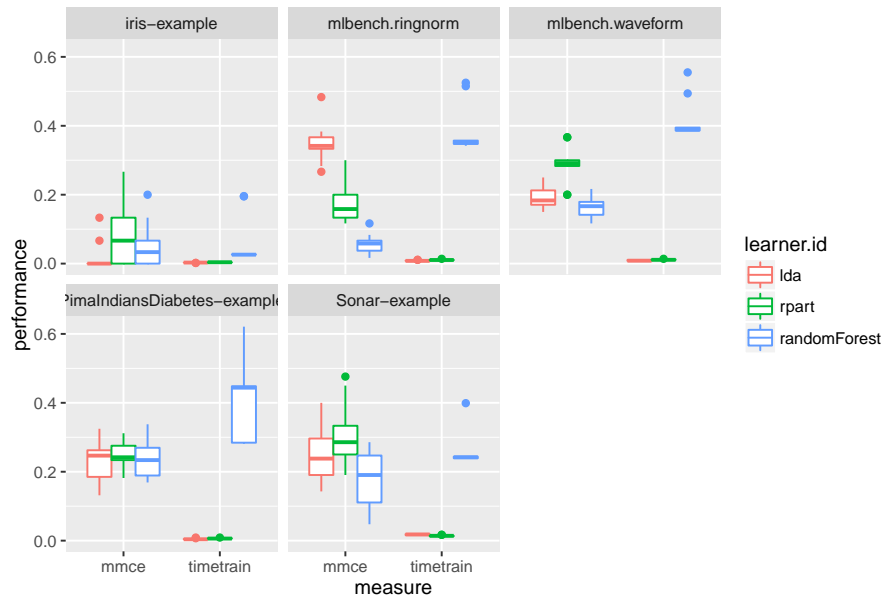 iris−example
mlbench.ringnorm
mlbench.waveform
0.6
0.4
0.2
0.0
PimaIndiansDiabetes−example
Sonar−example
0.6
0.4
0.2
0.0
mmce
timetrain
mmce
timetrain
measure
performance
learner.id
lda
rpart
randomForest